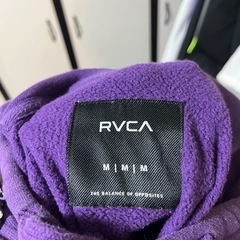 RVCA
M | M | M
THE BALANCE OF OPPOSITES